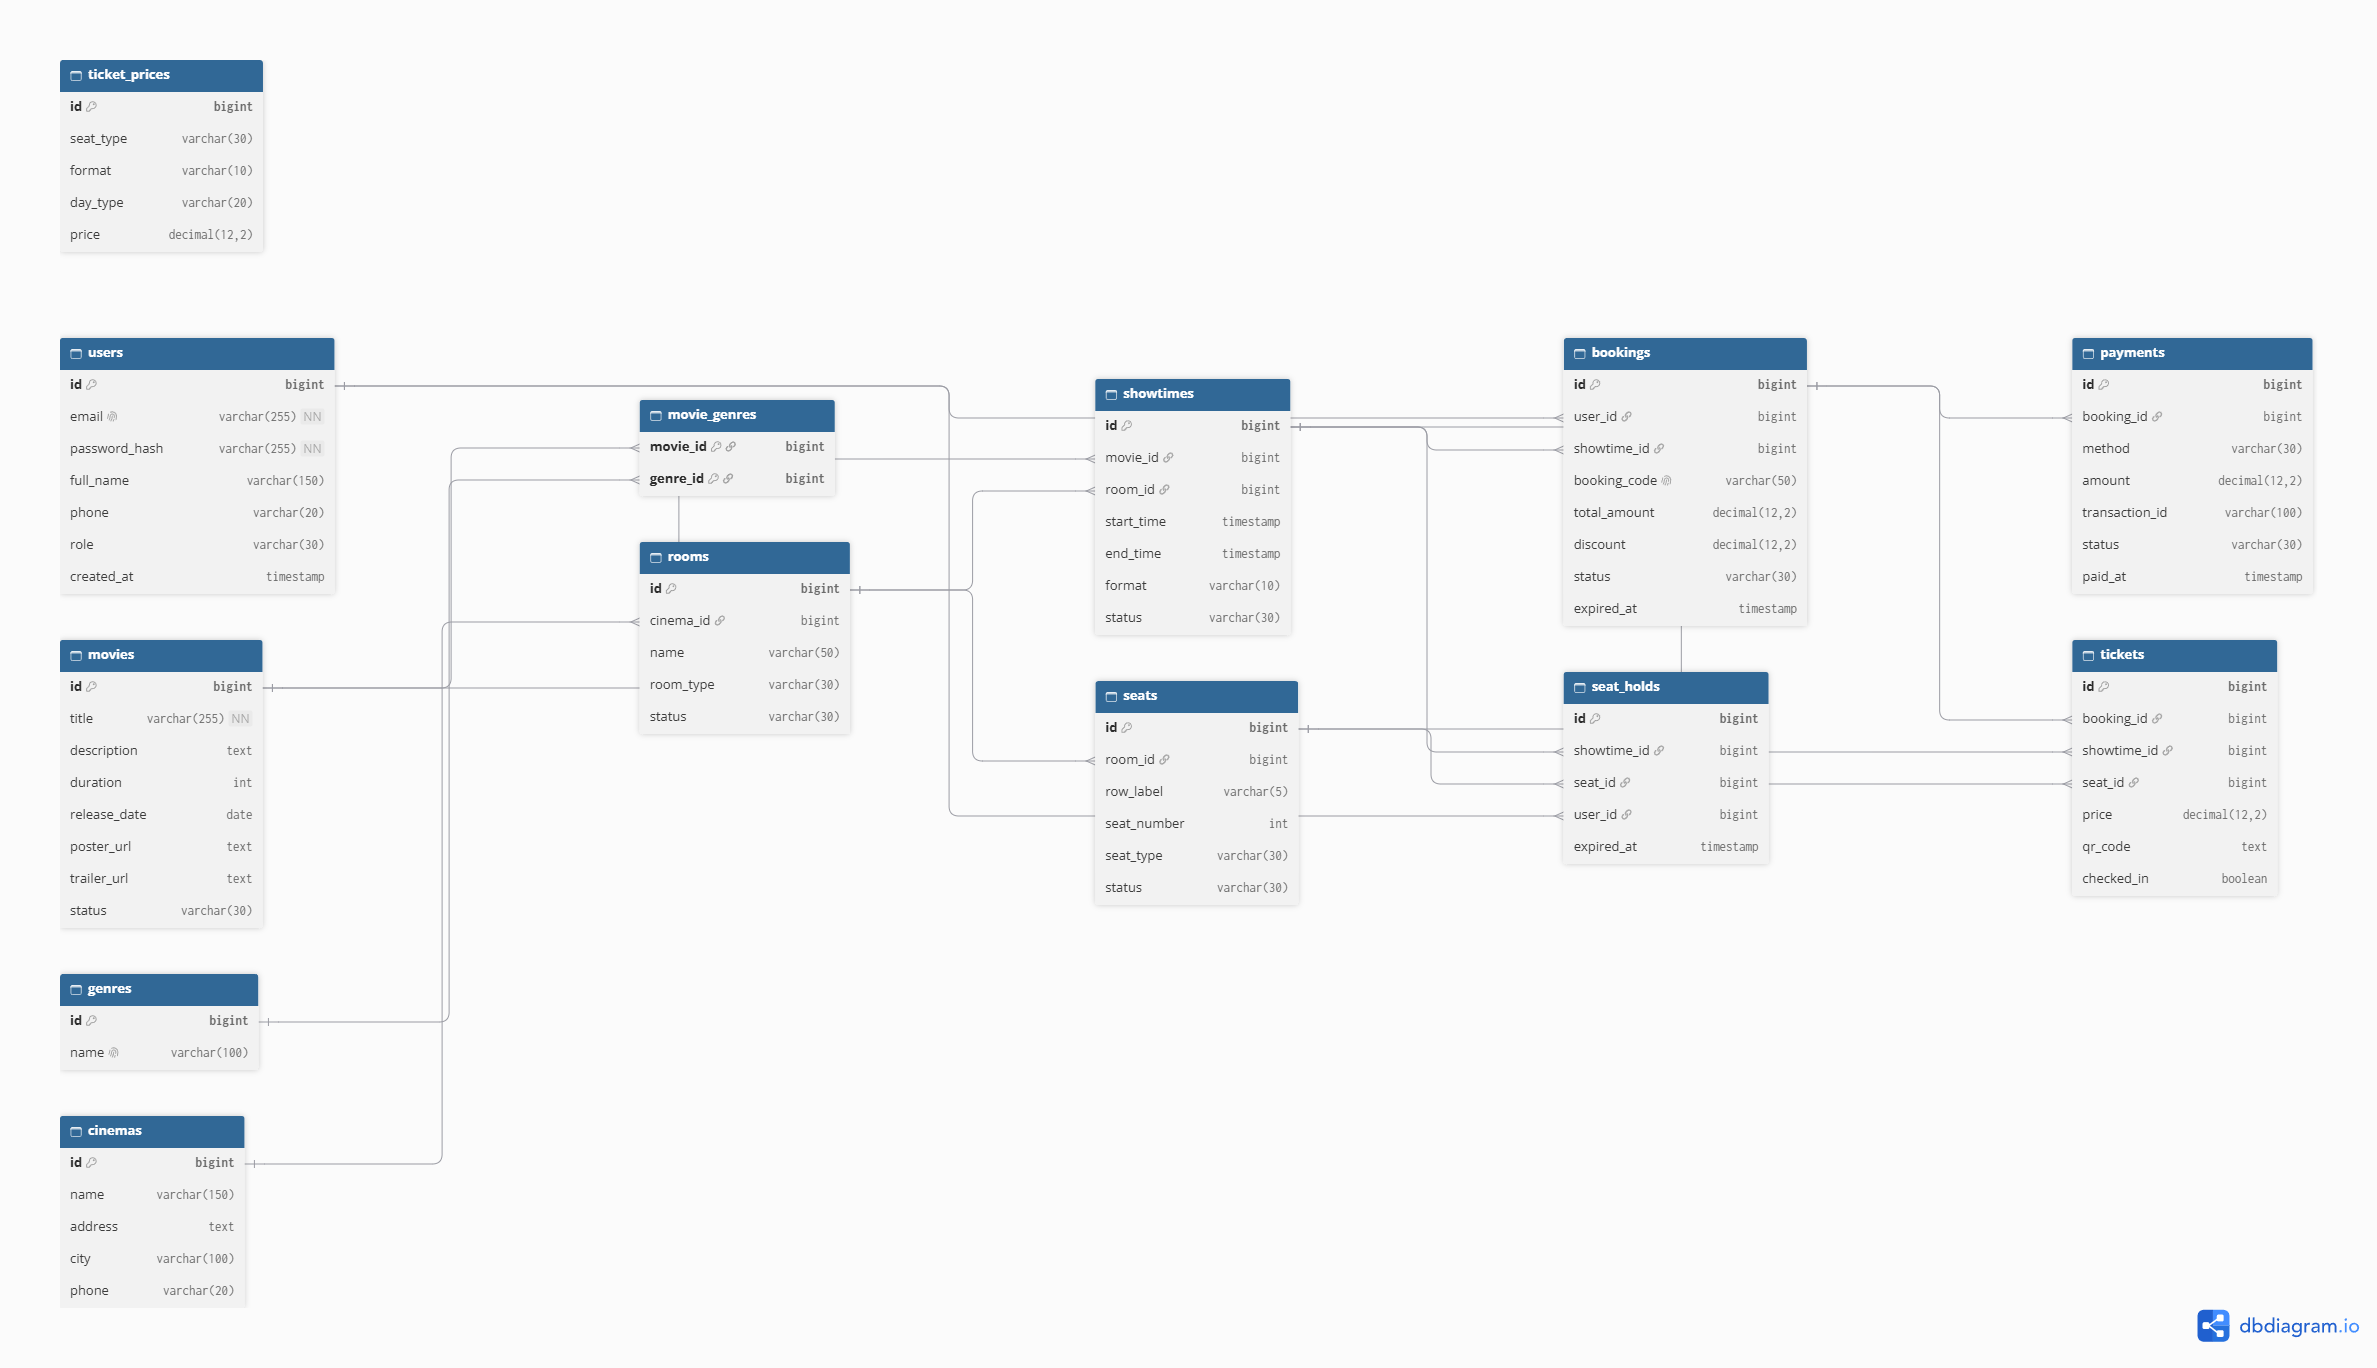 ticket_prices
id bigint
seat_type varchar(30)
format varchar(10)
day_type varchar(20)
price decimal(12,2)
users
id bigint
email varchar(255) NN
password_hash varchar(255) NN
full_name varchar(150)
phone varchar(20)
role varchar(30)
created_at timestamp
movies
id bigint
title varchar(255) NN
description text
duration int
release_date date
poster_url text
trailer_url text
status varchar(30)
genres
id bigint
name varchar(100)
cinemas
id bigint
name varchar(150)
address text
city varchar(100)
phone varchar(20)
movie_genres
movie_id bigint
genre_id bigint
rooms
id bigint
cinema_id bigint
name varchar(50)
room_type varchar(30)
status varchar(30)
showtimes
id bigint
movie_id bigint
room_id bigint
start_time timestamp
end_time timestamp
format varchar(10)
status varchar(30)
seats
id bigint
room_id bigint
row_label varchar(5)
seat_number int
seat_type varchar(30)
status varchar(30)
bookings
id bigint
user_id bigint
showtime_id bigint
booking_code varchar(50)
total_amount decimal(12,2)
discount decimal(12,2)
status varchar(30)
expired_at timestamp
seat_holds
id bigint
showtime_id bigint
seat_id bigint
user_id bigint
expired_at timestamp
payments
id bigint
booking_id bigint
method varchar(30)
amount decimal(12,2)
transaction_id varchar(100)
status varchar(30)
paid_at timestamp
tickets
id bigint
booking_id bigint
showtime_id bigint
seat_id bigint
price decimal(12,2)
qr_code text
checked_in boolean
dbdiagram.io